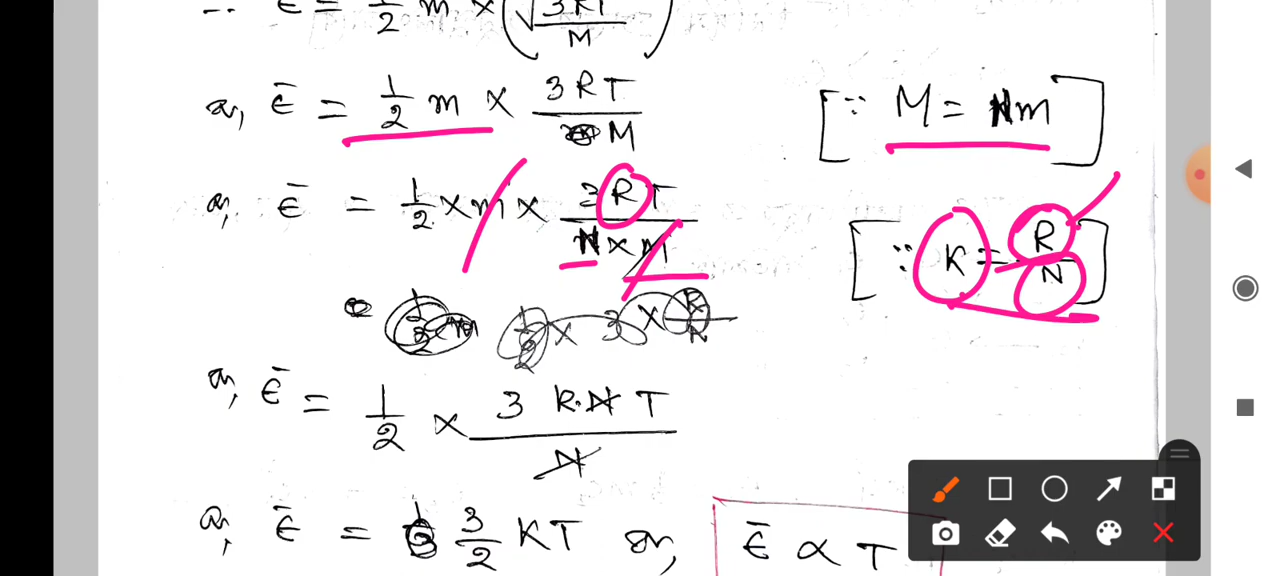 ∴ ε̄ = 1/2 m × (√3RT/M)
or, ε̄ = 1/2 m × 3RT/M [∵ M = Nm]
or, ε̄ = 1/2 × m × 3RT/N×m [∵ K = R/N]
or, ε̄ = 1/2 × 3 K·N T/N
or, ε̄ = 3/2 KT or, ε̄ ∝ T